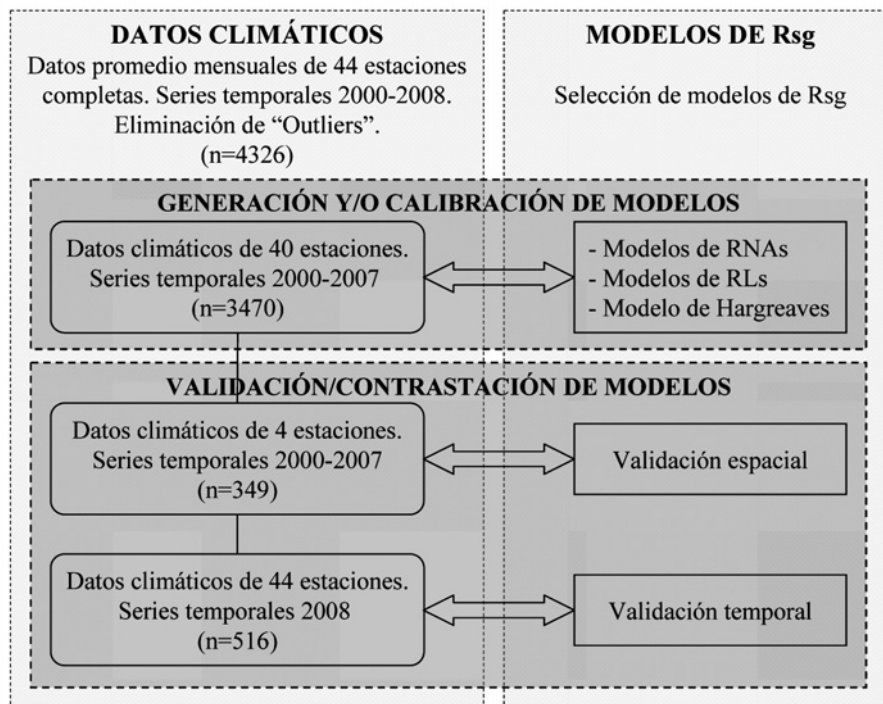 DATOS CLIMÁTICOS
Datos promedio mensuales de 44 estaciones
completas. Series temporales 2000-2008.
Eliminación de “Outliers”.
(n=4326)
MODELOS DE Rsg
Selección de modelos de Rsg
GENERACIÓN Y/O CALIBRACIÓN DE MODELOS
Datos climáticos de 40 estaciones.
Series temporales 2000-2007
(n=3470)
- Modelos de RNAs
- Modelos de RLs
- Modelo de Hargreaves
VALIDACIÓN/CONTRASTACIÓN DE MODELOS
Datos climáticos de 4 estaciones.
Series temporales 2000-2007
(n=349)
Validación espacial
Datos climáticos de 44 estaciones.
Series temporales 2008
(n=516)
Validación temporal